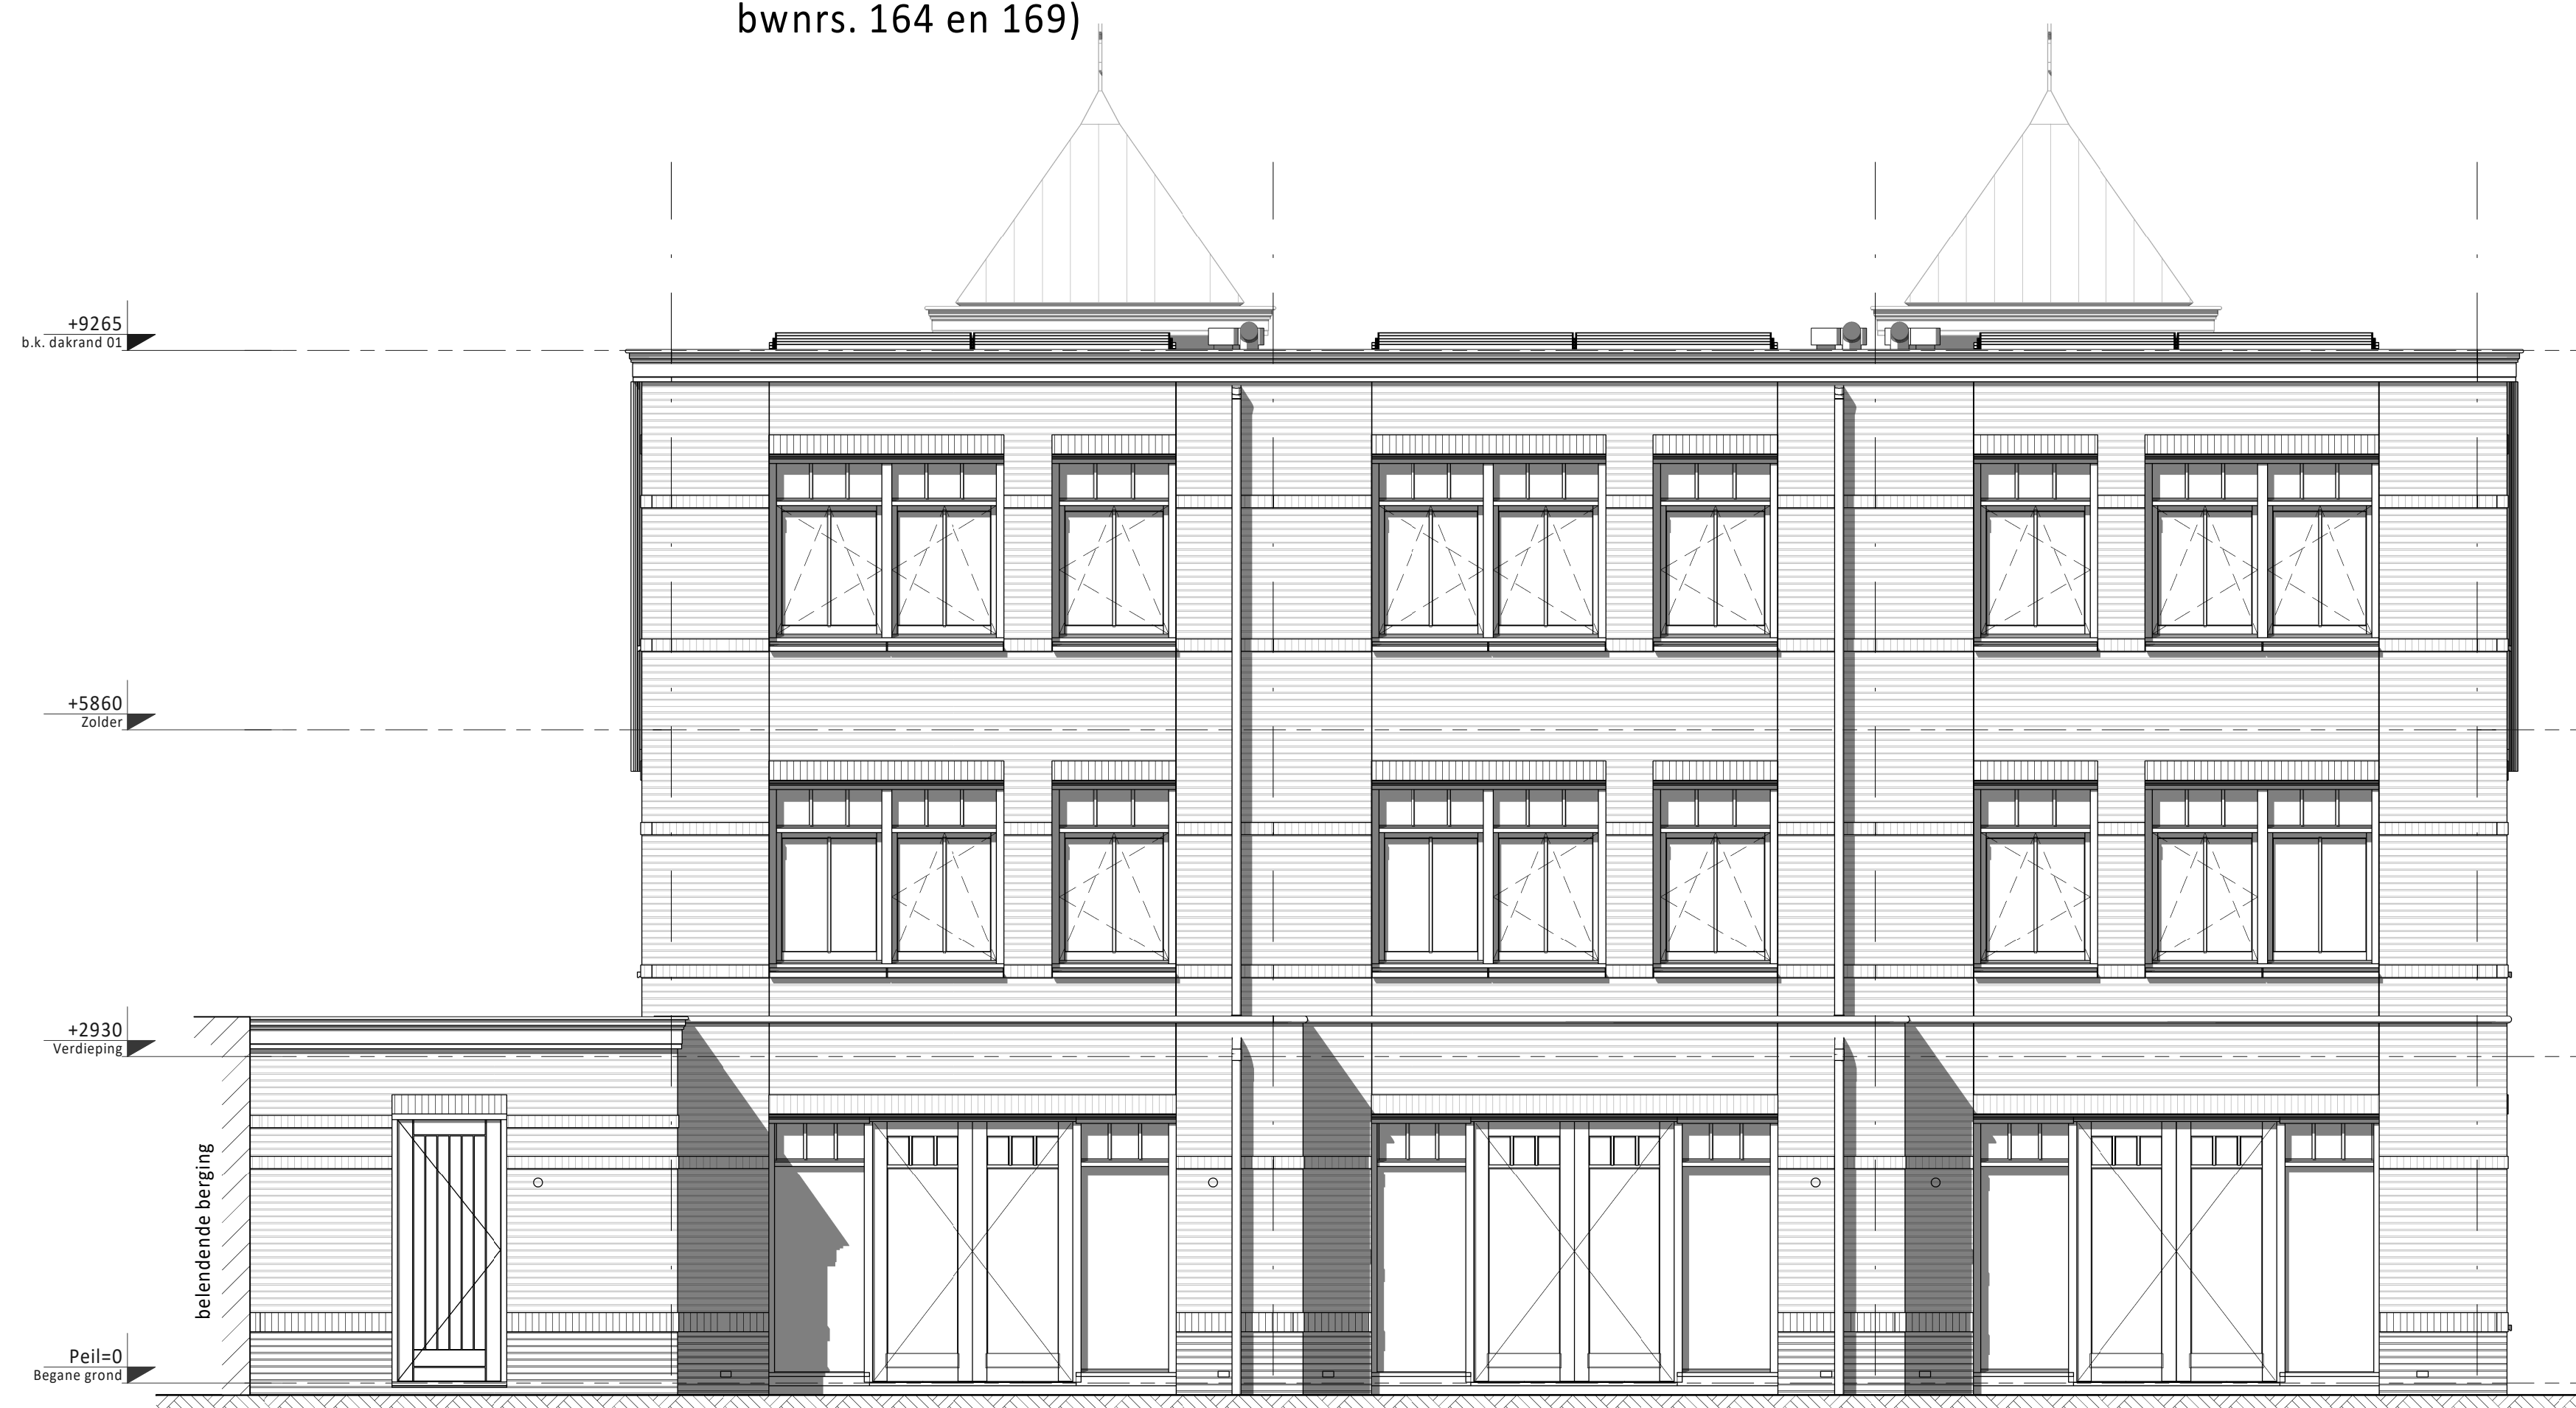 bwnrs. 164 en 169)
+9265
b.k. dakrand 01
+5860
Zolder
+2930
Verdieping
belendende berging
Peil=0
Begane grond